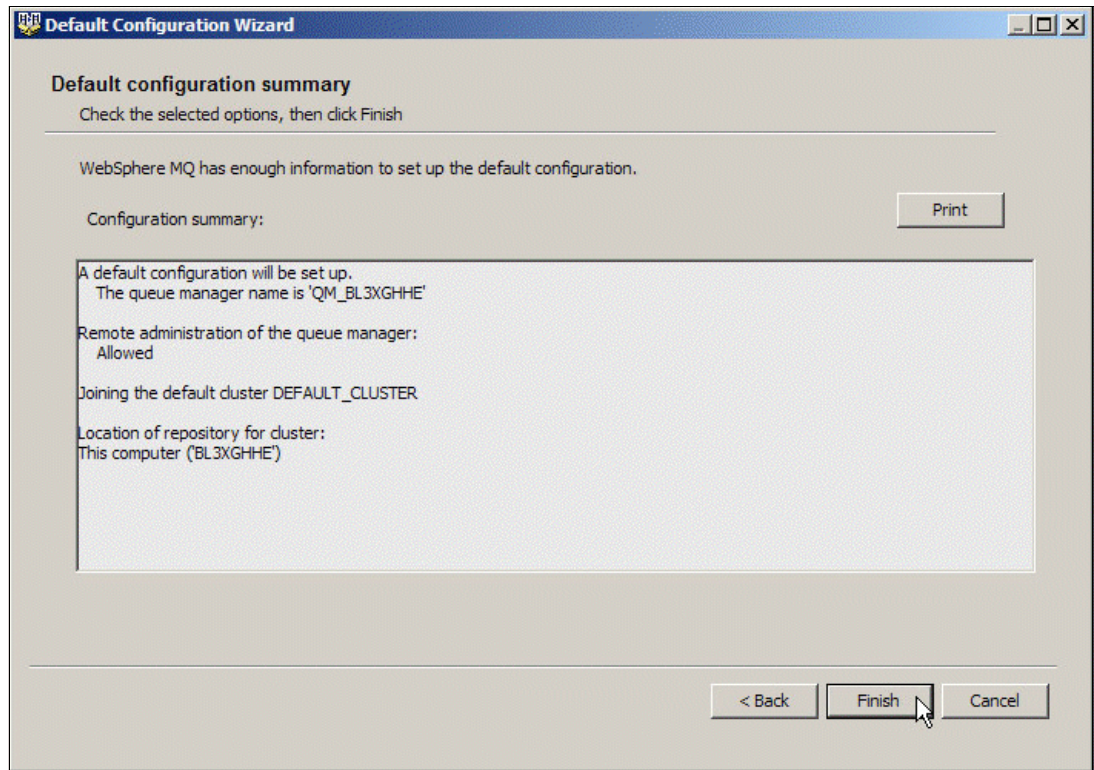 Default Configuration Wizard
Default configuration summary
Check the selected options, then click Finish
WebSphere MQ has enough information to set up the default configuration.
Print
Configuration summary:
A default configuration will be set up.
The queue manager name is 'QM_BL3XGHHE'
Remote administration of the queue manager:
Allowed
Joining the default cluster DEFAULT_CLUSTER
Location of repository for cluster:
This computer ('BL3XGHHE')
< Back
Finish
Cancel